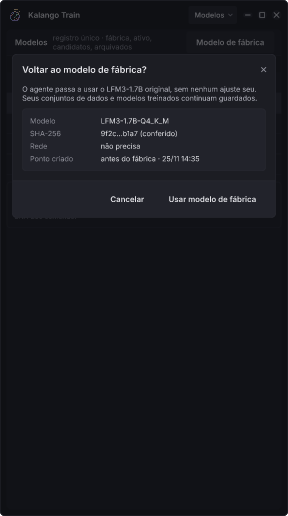 Kalango Train
Modelos
Modelos
registro único · fábrica, ativo,
candidatos, arquivados
Modelo de fábrica
Voltar ao modelo de fábrica?
O agente passa a usar o LFM3-1.7B original, sem nenhum ajuste seu.
Seus conjuntos de dados e modelos treinados continuam guardados.
Modelo LFM3-1.7B-Q4_K_M
SHA-256 9f2c...b1a7 (conferido)
Rede não precisa
Ponto criado antes do fábrica · 25/11 14:35
Cancelar
Usar modelo de fábrica